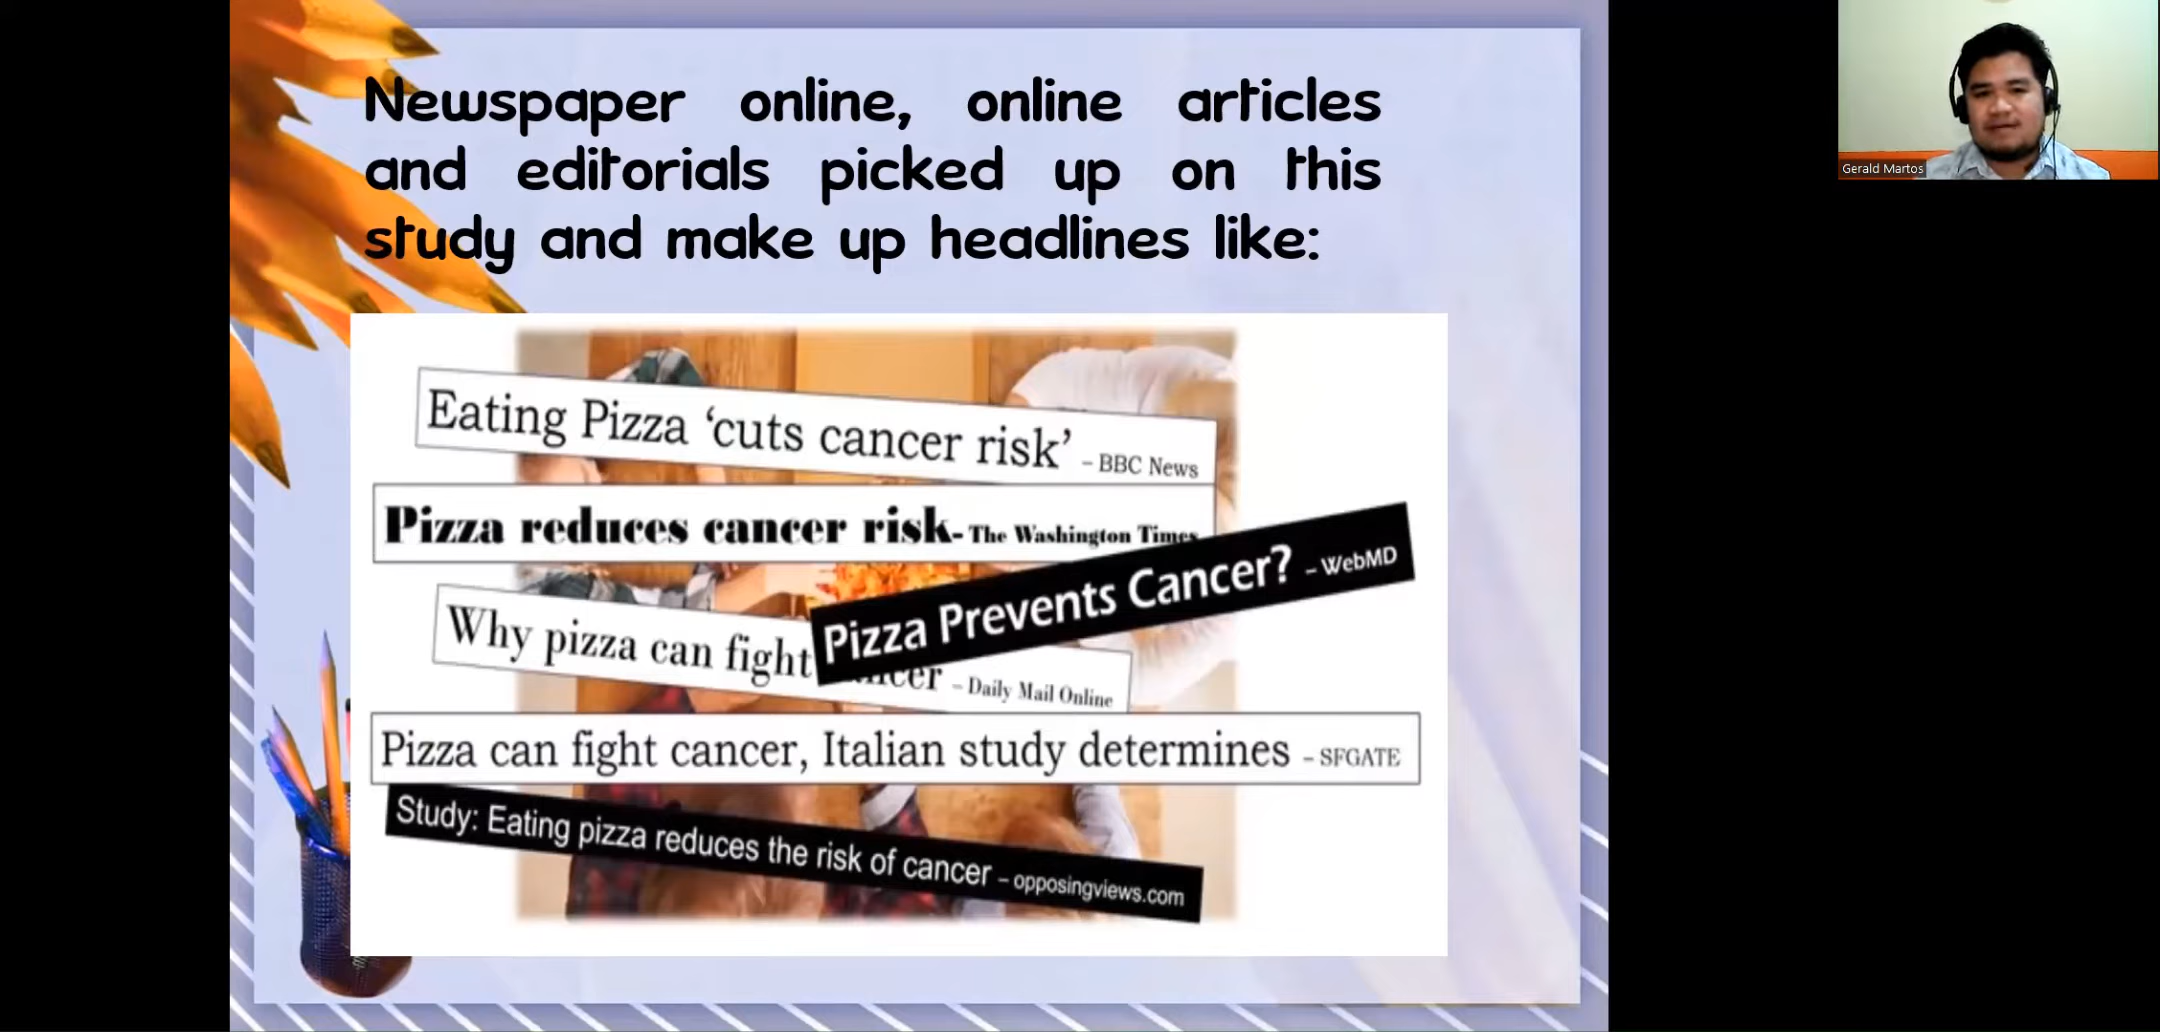 Newspaper online, online articles
and editorials picked up on this
study and make up headlines like:
Eating Pizza ‘cuts cancer risk’ – BBC News
Pizza reduces cancer risk- The Washington Times
Pizza Prevents Cancer? – WebMD
Why pizza can fight cancer – Daily Mail Online
Pizza can fight cancer, Italian study determines – SFGATE
Study: Eating pizza reduces the risk of cancer – opposingviews.com
Gerald Martos